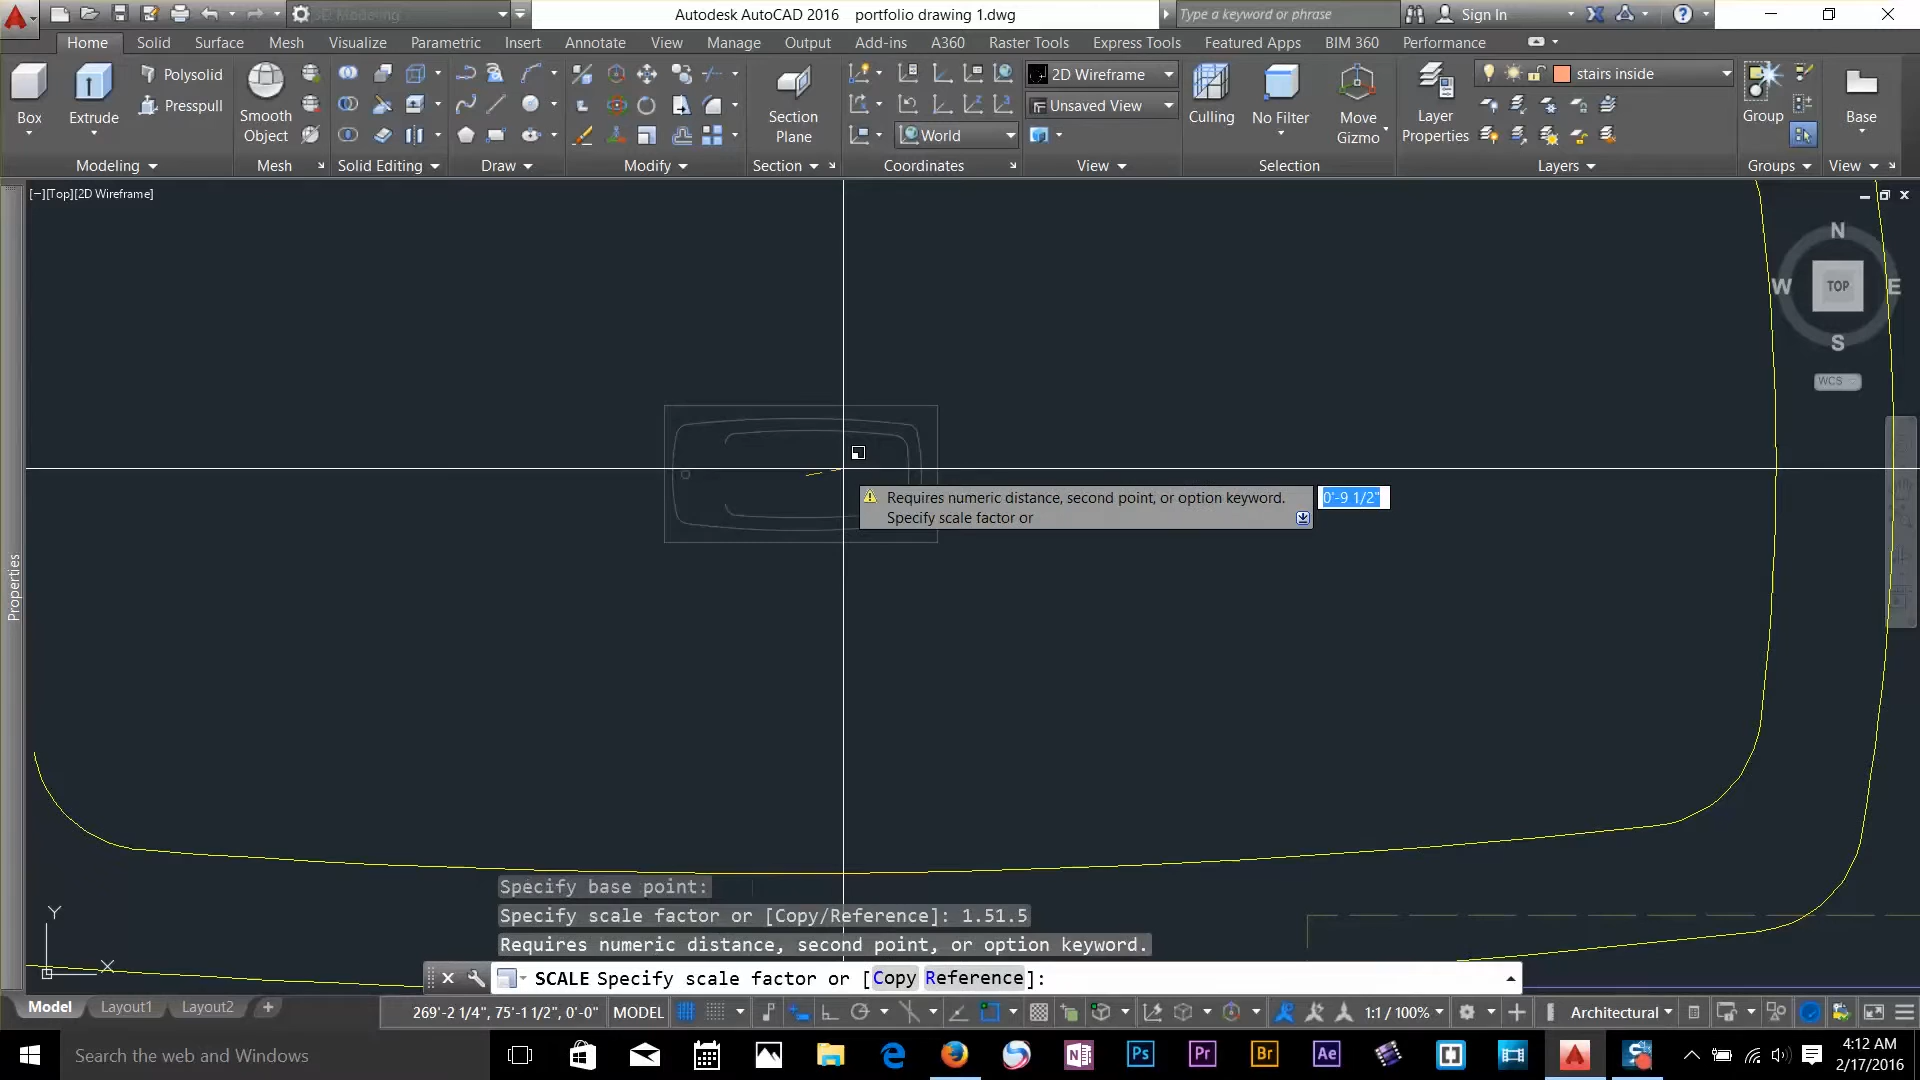 Autodesk AutoCAD 2016 portfolio drawing 1.dwg
3D Modeling
Type a keyword or phrase
Sign In
Home Solid Surface Mesh Visualize Parametric Insert Annotate View Manage Output Add-ins A360 Raster Tools Express Tools Featured Apps BIM 360 Performance
Polysolid
Presspull
Box
Extrude
Smooth
Object
Section
Plane
World
2D Wireframe
Unsaved View
Culling
No Filter
Move
Gizmo
Layer
Properties
stairs inside
Group
Base
Modeling
Mesh
Solid Editing
Draw
Modify
Section
Coordinates
View
Selection
Layers
Groups
View
[−][Top][2D Wireframe]
N
W
TOP
E
S
WCS
Properties
Requires numeric distance, second point, or option keyword.
Specify scale factor or
0'-9 1/2"
Specify base point:
Specify scale factor or [Copy/Reference]: 1.51.5
Requires numeric distance, second point, or option keyword.
SCALE Specify scale factor or [Copy Reference]:
Y
X
Model Layout1 Layout2 +
269'-2 1/4", 75'-1 1/2", 0'-0"
MODEL
1:1 / 100%
Architectural
Search the web and Windows
N
Ps
Pr
Br
Ae
4:12 AM
2/17/2016